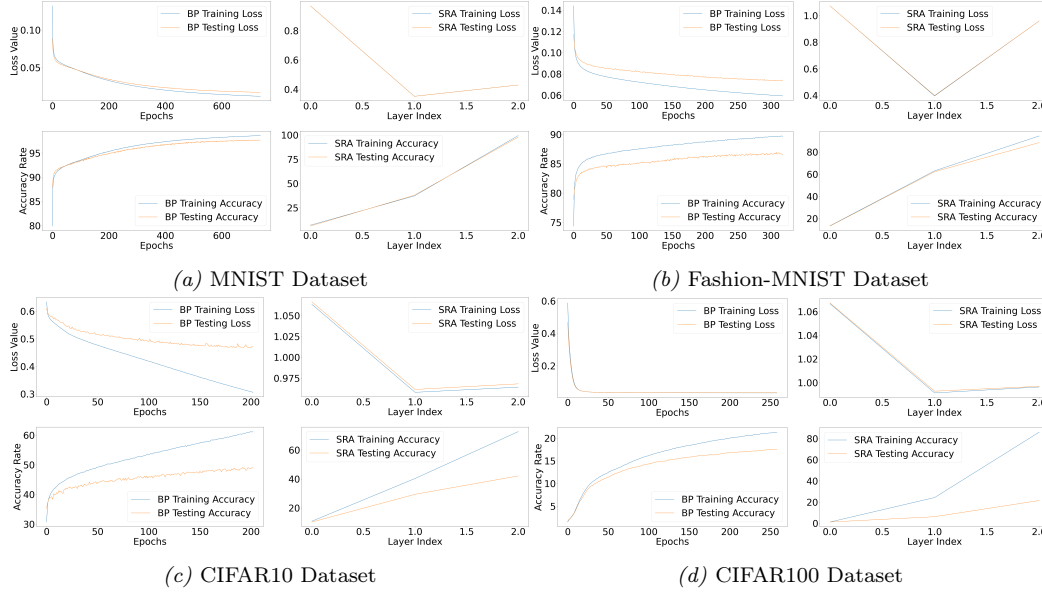 BP Training Loss
BP Testing Loss
Loss Value
0.10
0.05
0 200 400 600
Epochs
SRA Training Loss
SRA Testing Loss
1.0
0.8
0.6
0.4
0.0 0.5 1.0 1.5 2.0
Layer Index
BP Training Loss
BP Testing Loss
Loss Value
0.14
0.12
0.10
0.08
0.06
0 50 100 150 200 250 300
Epochs
SRA Training Loss
SRA Testing Loss
1.0
0.8
0.6
0.4
0.0 0.5 1.0 1.5 2.0
Layer Index
Accuracy Rate
95
90
85
80
BP Training Accuracy
BP Testing Accuracy
0 200 400 600
Epochs
SRA Training Accuracy
SRA Testing Accuracy
100
75
50
25
0.0 0.5 1.0 1.5 2.0
Layer Index
Accuracy Rate
90
85
80
75
BP Training Accuracy
BP Testing Accuracy
0 50 100 150 200 250 300
Epochs
80
60
40
20
SRA Training Accuracy
SRA Testing Accuracy
0.0 0.5 1.0 1.5 2.0
Layer Index
(a) MNIST Dataset
(b) Fashion-MNIST Dataset
BP Training Loss
BP Testing Loss
Loss Value
0.6
0.5
0.4
0.3
0 50 100 150 200
Epochs
SRA Training Loss
SRA Testing Loss
1.050
1.025
1.000
0.975
0.0 0.5 1.0 1.5 2.0
Layer Index
BP Training Loss
BP Testing Loss
Loss Value
0.6
0.4
0.2
0 50 100 150 200 250
Epochs
SRA Training Loss
SRA Testing Loss
1.06
1.04
1.02
1.00
0.0 0.5 1.0 1.5 2.0
Layer Index
Accuracy Rate
60
50
40
30
BP Training Accuracy
BP Testing Accuracy
0 50 100 150 200
Epochs
SRA Training Accuracy
SRA Testing Accuracy
60
40
20
0.0 0.5 1.0 1.5 2.0
Layer Index
Accuracy Rate
20
15
10
5
BP Training Accuracy
BP Testing Accuracy
0 50 100 150 200 250
Epochs
SRA Training Accuracy
SRA Testing Accuracy
80
60
40
20
0
0.0 0.5 1.0 1.5 2.0
Layer Index
(c) CIFAR10 Dataset
(d) CIFAR100 Dataset